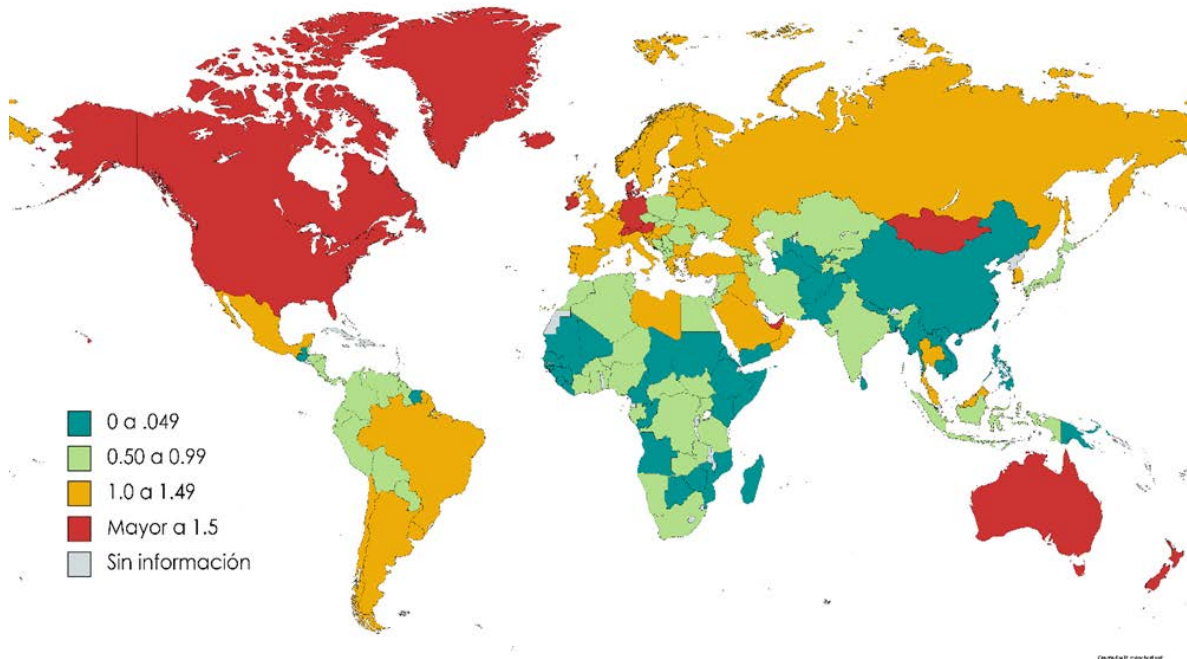 0 a .049
0.50 a 0.99
1.0 a 1.49
Mayor a 1.5
Sin información